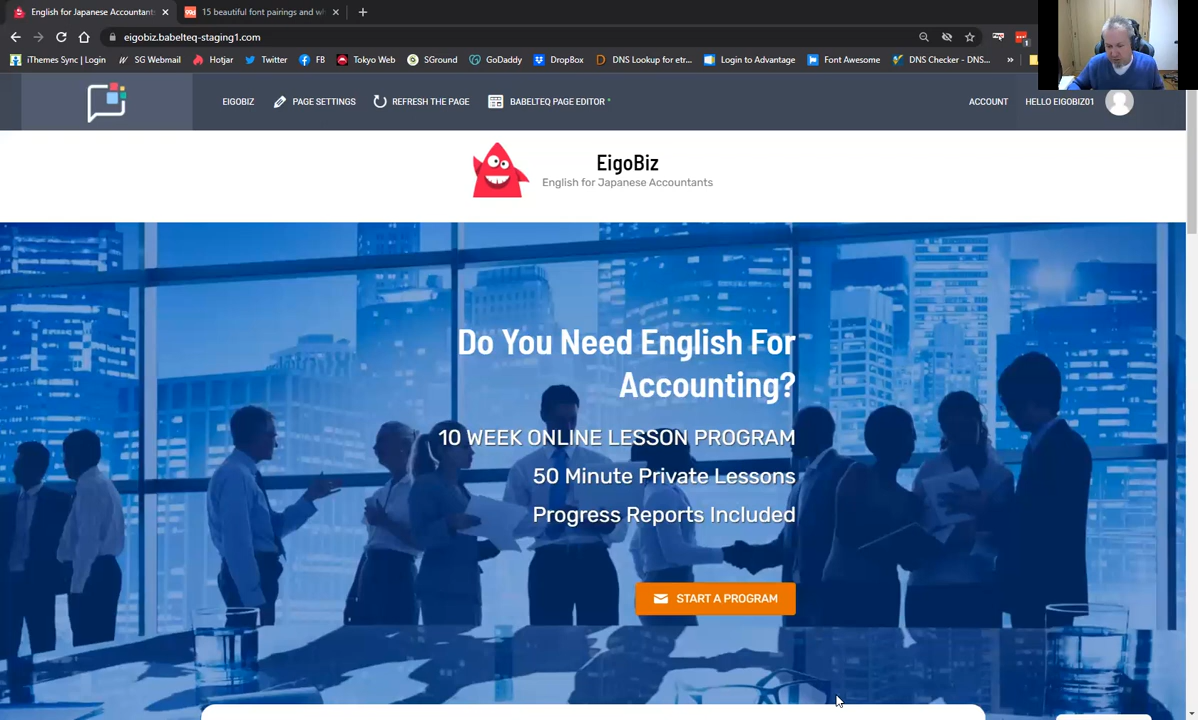 English for Japanese Accountants
15 beautiful font pairings and wh
eigobiz.babelteq-staging1.com
iThemes Sync | Login
SG Webmail
Hotjar
Twitter
FB
Tokyo Web
SGround
GoDaddy
DropBox
DNS Lookup for etr...
Login to Advantage
Font Awesome
DNS Checker - DNS...
EIGOBIZ
PAGE SETTINGS
REFRESH THE PAGE
BABELTEQ PAGE EDITOR
ACCOUNT
HELLO EIGOBIZ01
EigoBiz
English for Japanese Accountants
Do You Need English For
Accounting?
10 WEEK ONLINE LESSON PROGRAM
50 Minute Private Lessons
Progress Reports Included
START A PROGRAM